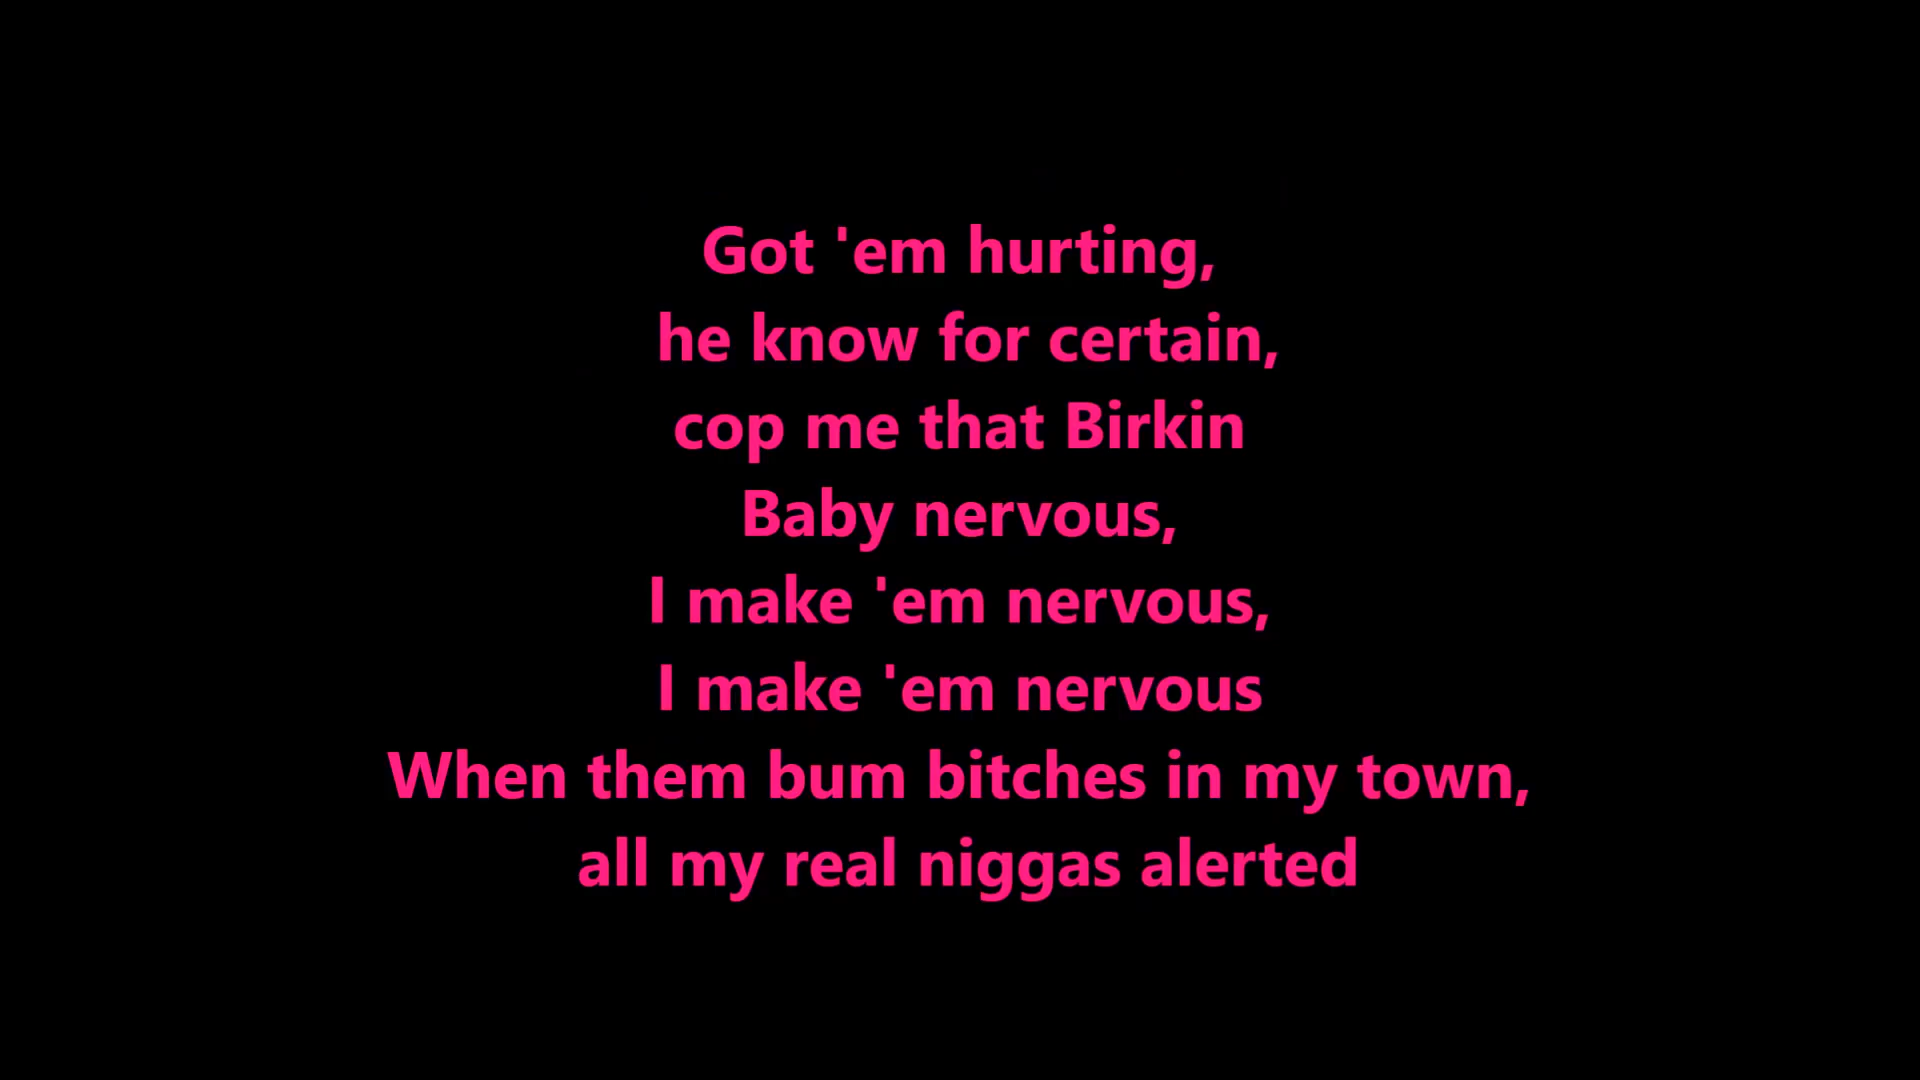 Got 'em hurting,
he know for certain,
cop me that Birkin
Baby nervous,
I make 'em nervous,
I make 'em nervous
When them bum bitches in my town,
all my real niggas alerted